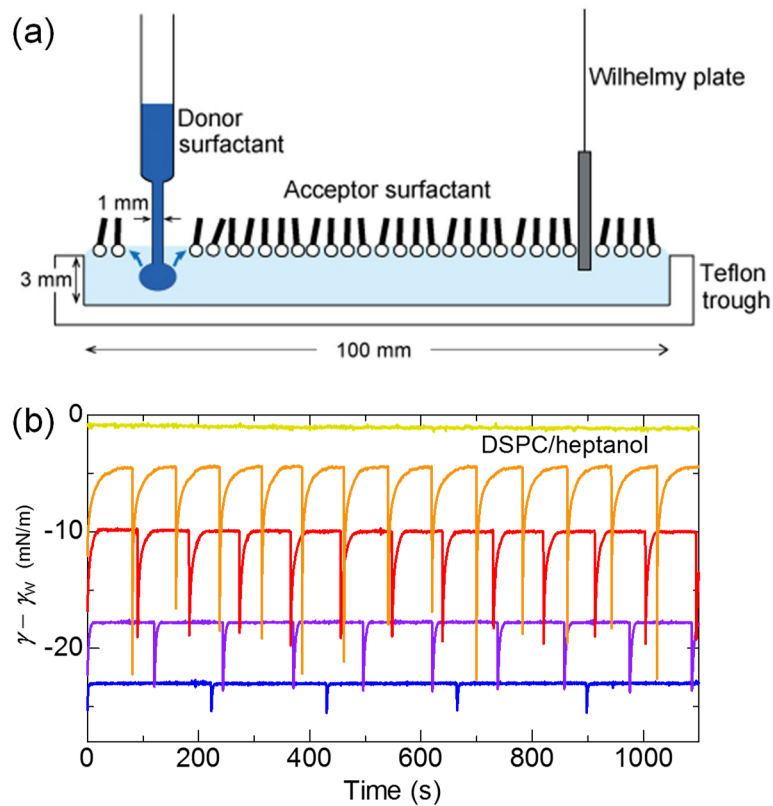 (a)
Donor
surfactant
Wilhelmy plate
Acceptor surfactant
1 mm
3 mm
Teflon
trough
100 mm
(b)
DSPC/heptanol
0
-10
-20
γ − γW (mN/m)
0 200 400 600 800 1000
Time (s)